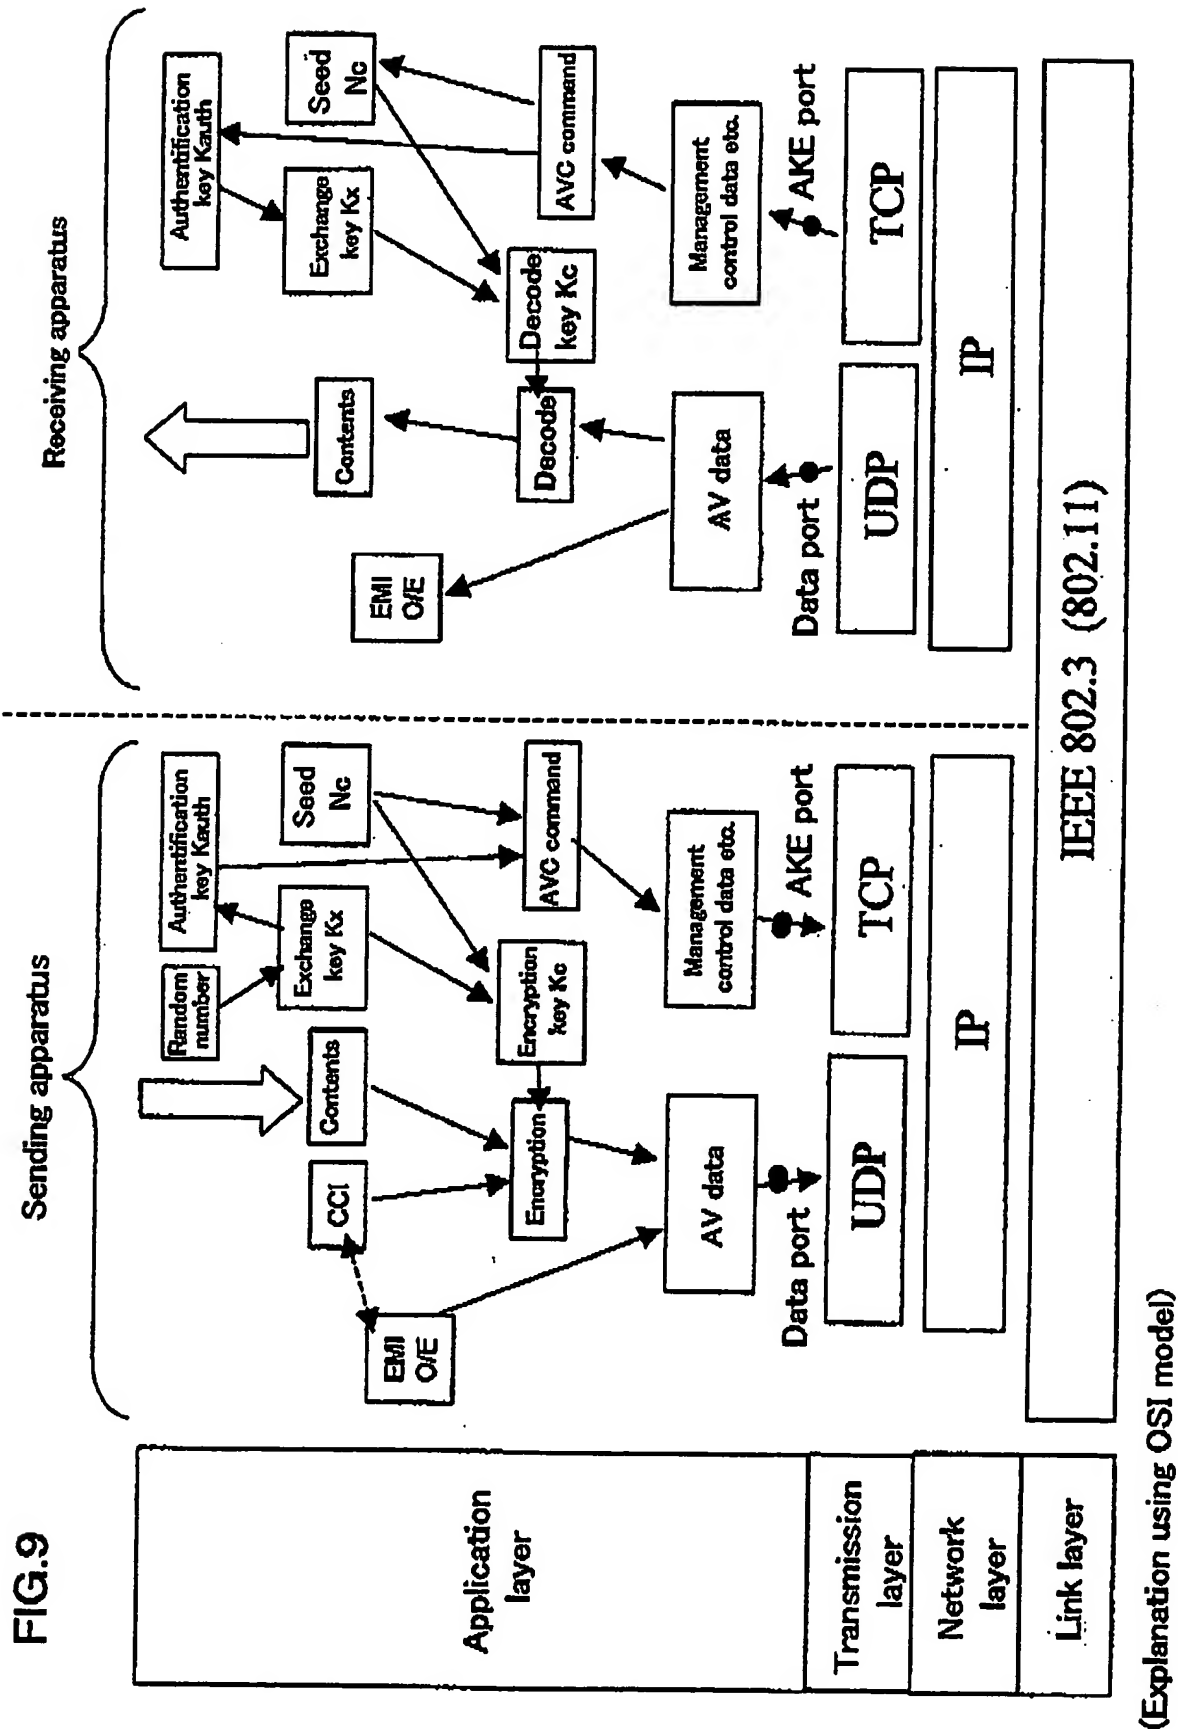 FIG.9
Application
layer
Transmission
layer
Network
layer
Link layer
(Explanation using OSI model)
Sending apparatus
Random
number
Authentification
key Kauth
EMI
O/E
CCI
Contents
Exchange
key Kx
Seed
Nc
Encryption
Encryption
key Kc
AVC command
AV data
Management
control data etc.
Data port
AKE port
UDP
TCP
IP
Receiving apparatus
Authentification
key Kauth
EMI
O/E
Contents
Exchange
key Kx
Seed
Nc
Decode
Decode
key Kc
AVC command
AV data
Management
control data etc.
Data port
AKE port
UDP
TCP
IP
IEEE 802.3 (802.11)